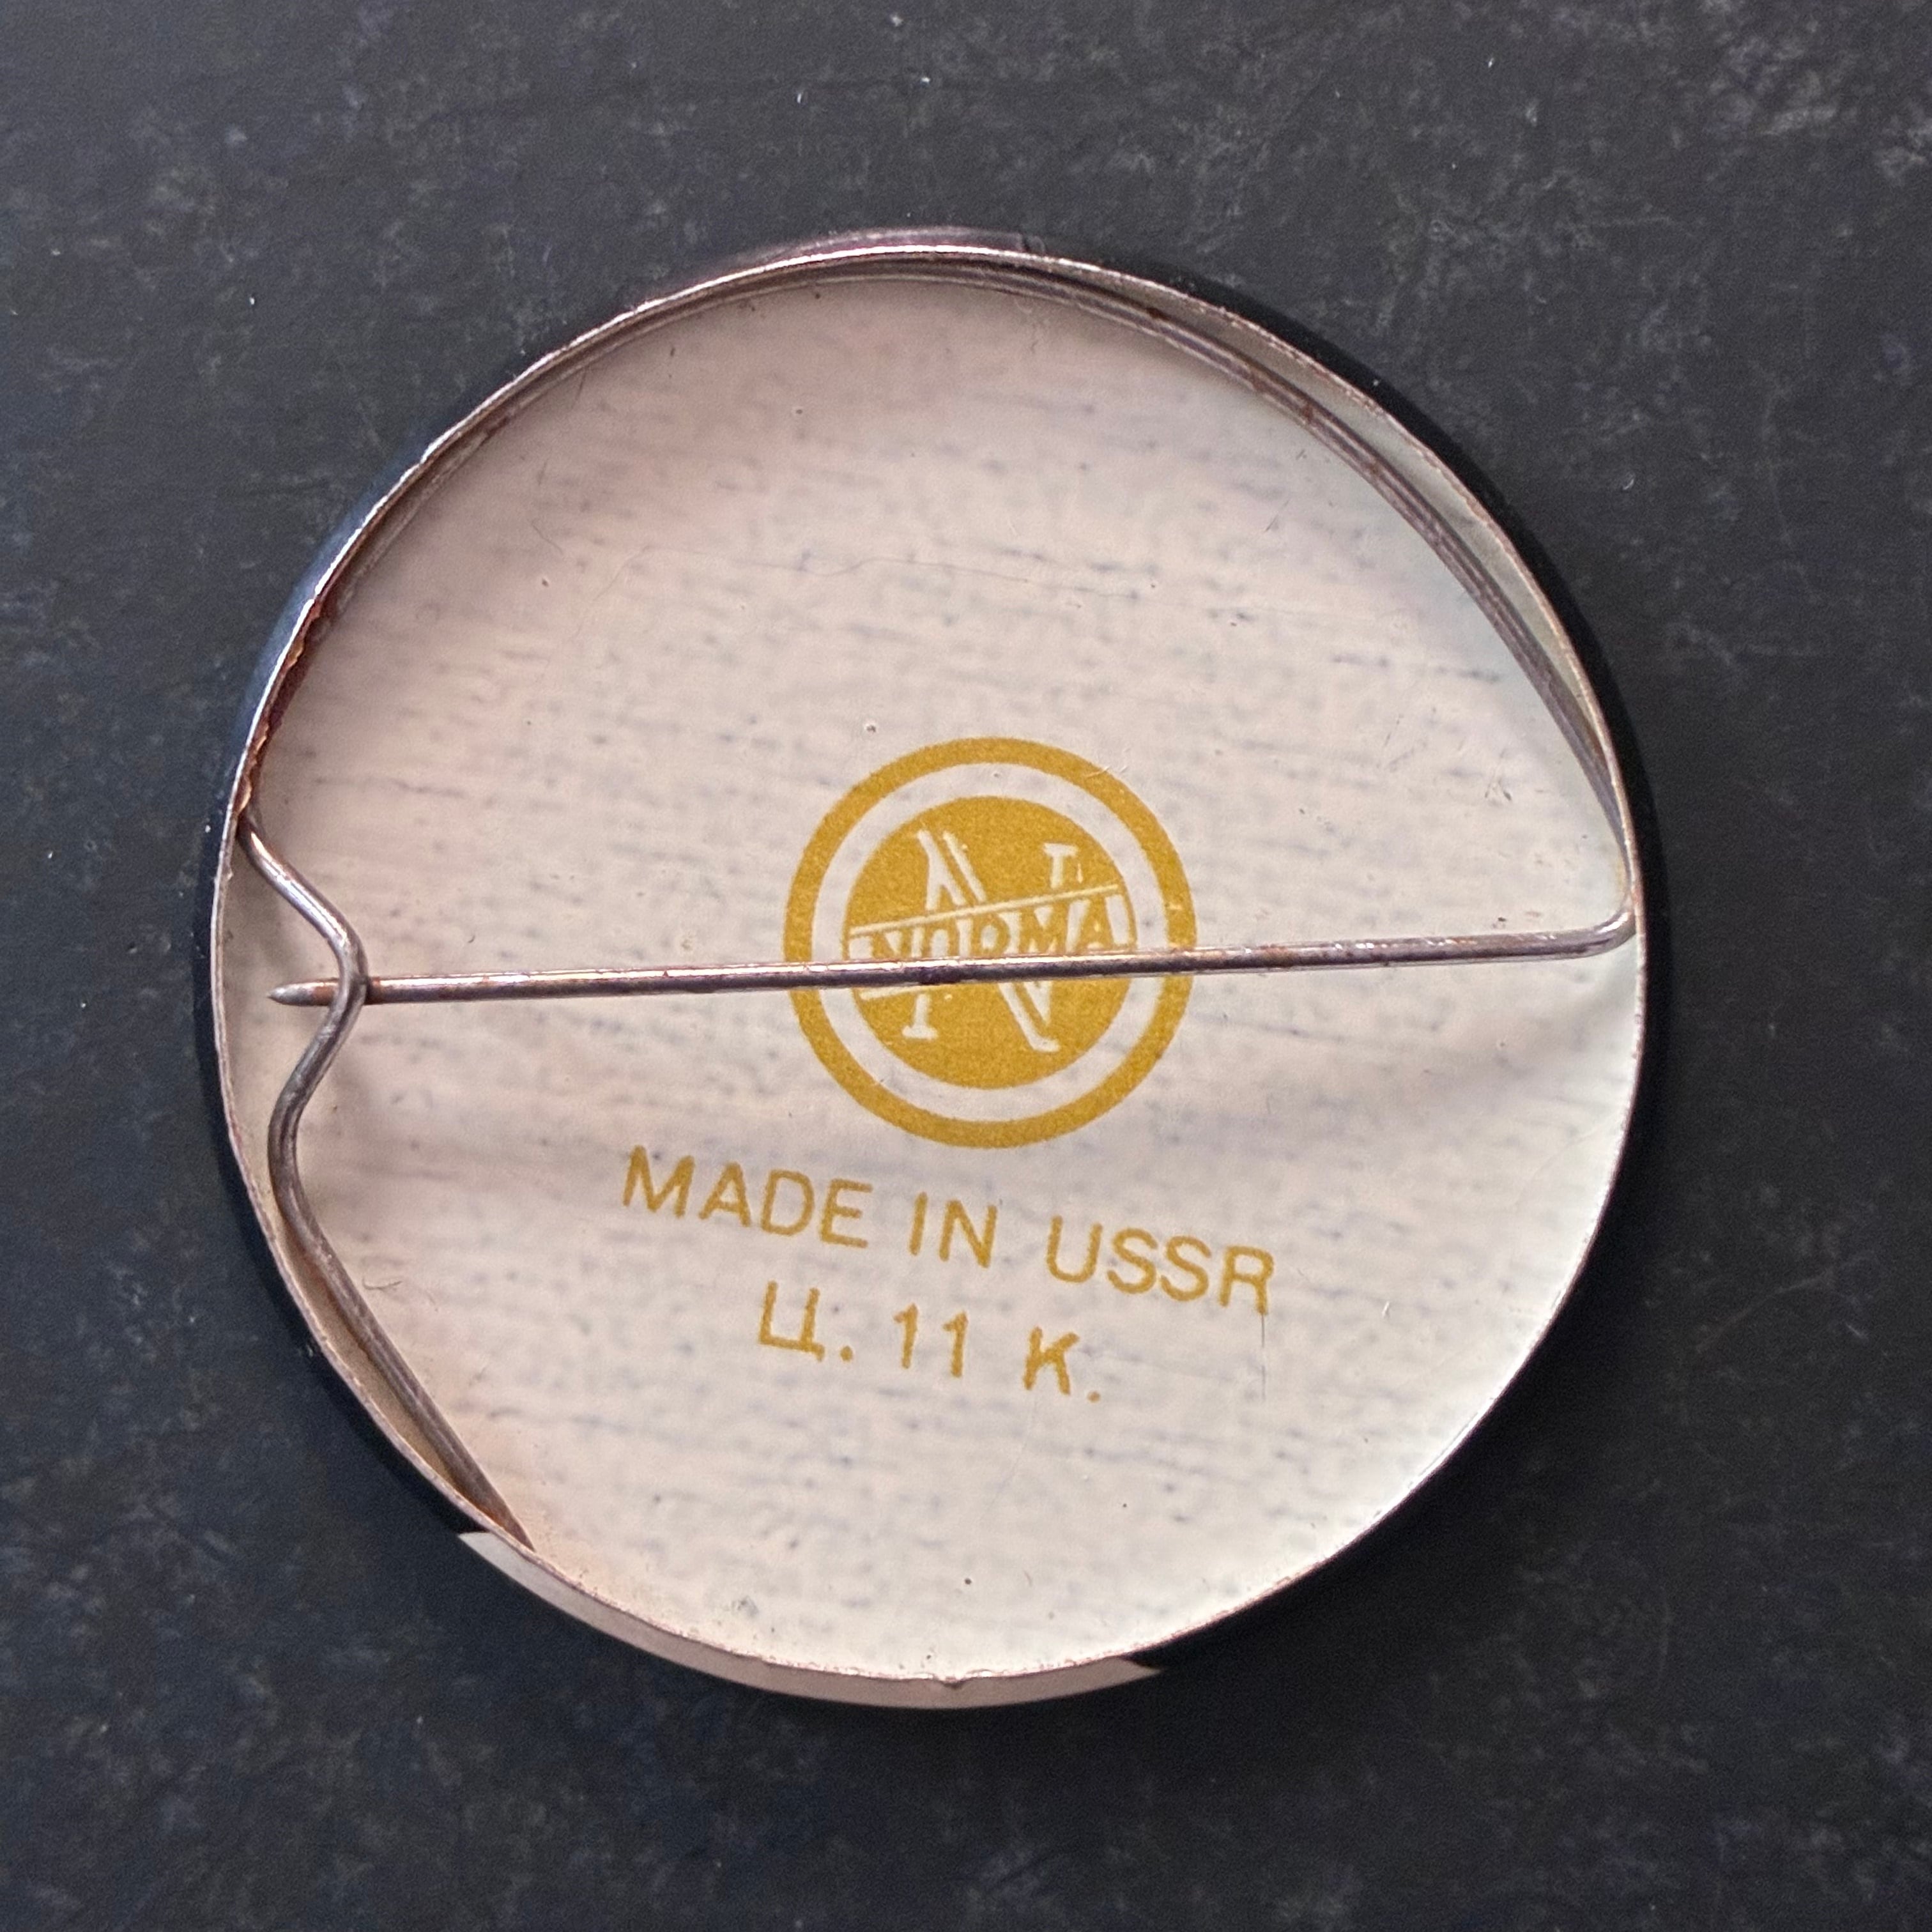 N
NORMA
MADE IN USSR
Ц. 11 К.